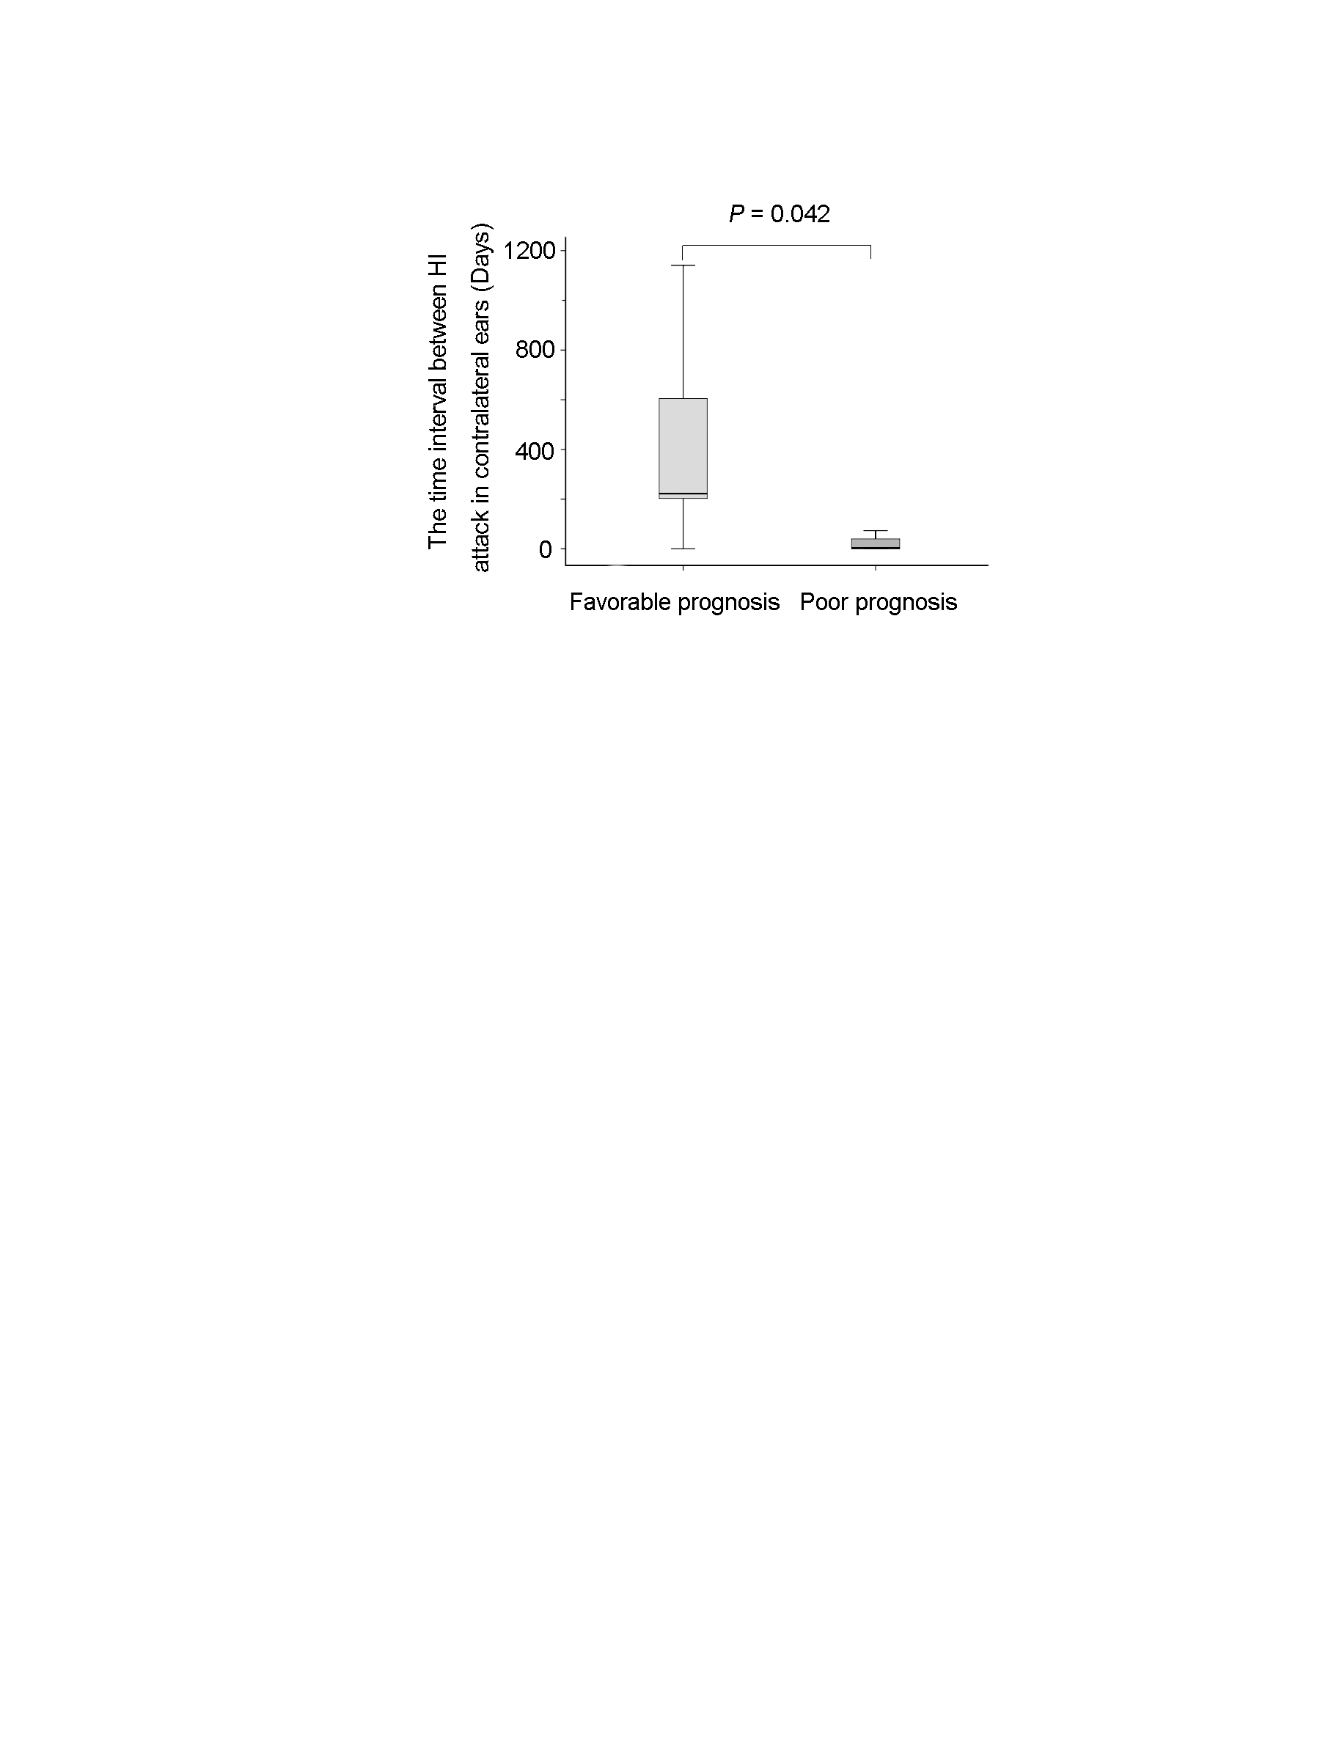 P = 0.042
The time interval between HI
attack in contralateral ears (Days)
1200
800
400
0
Favorable prognosis Poor prognosis